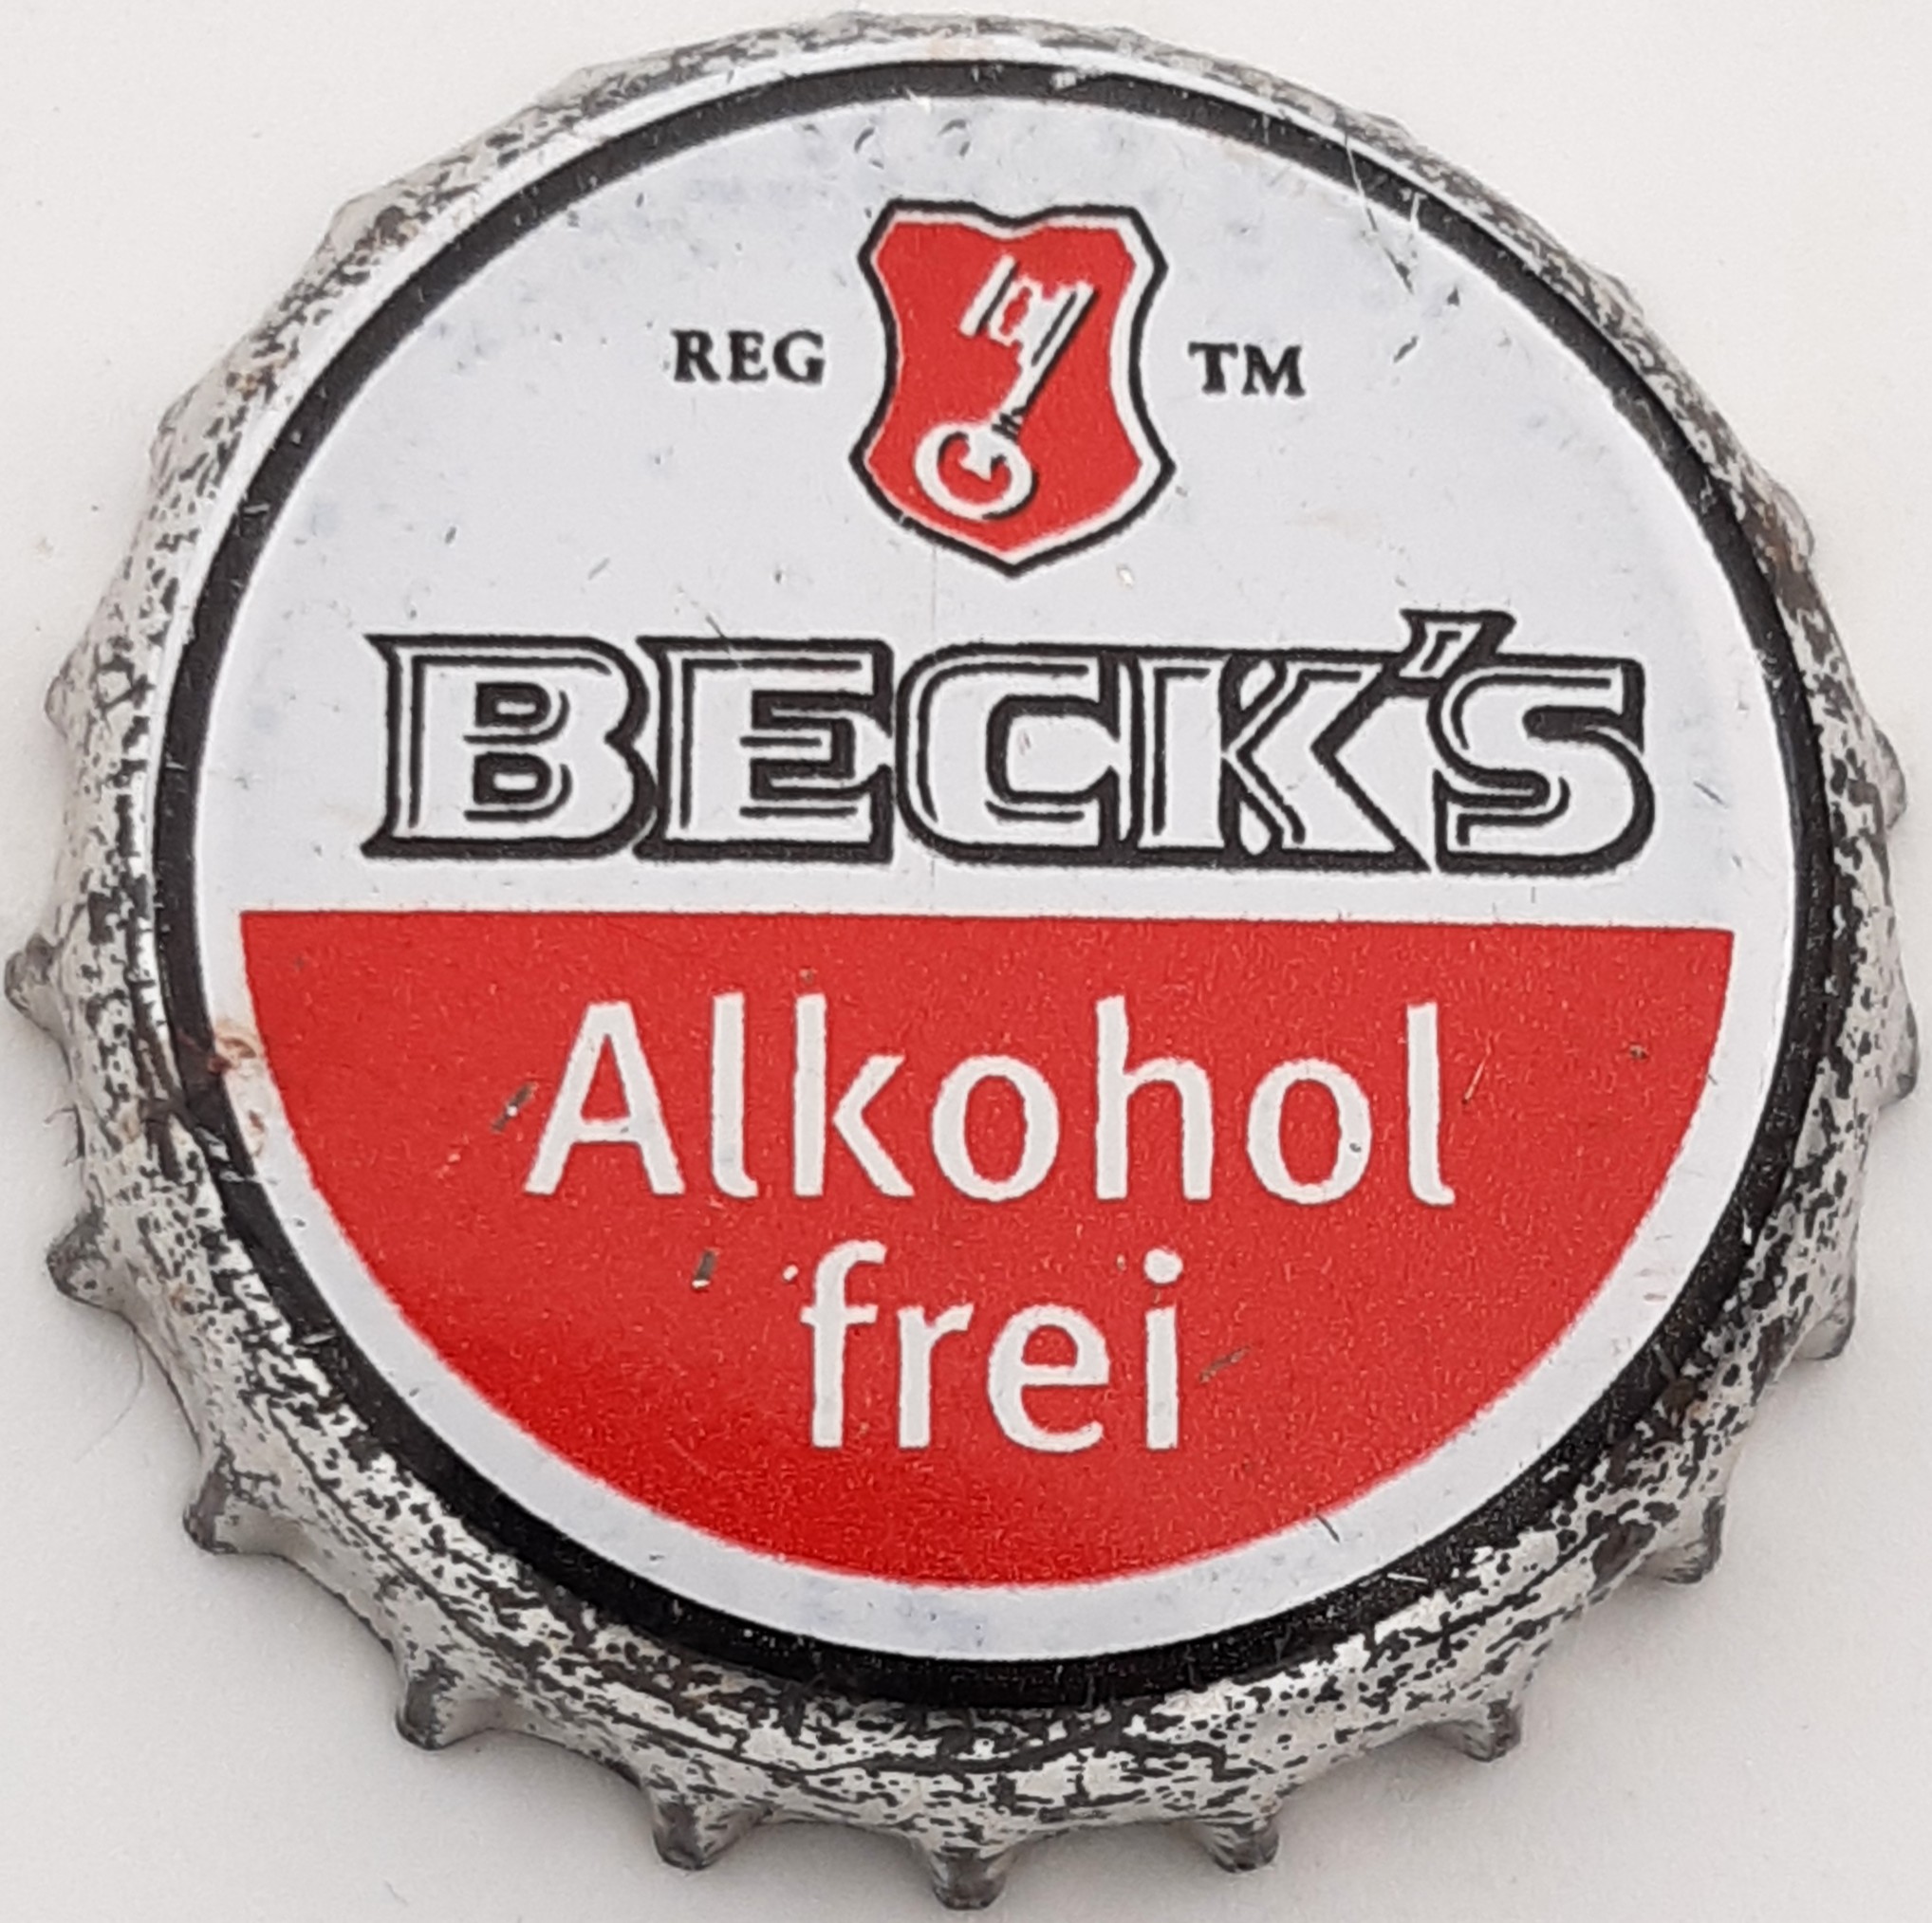 REG TM
BECK'S
Alkohol
frei